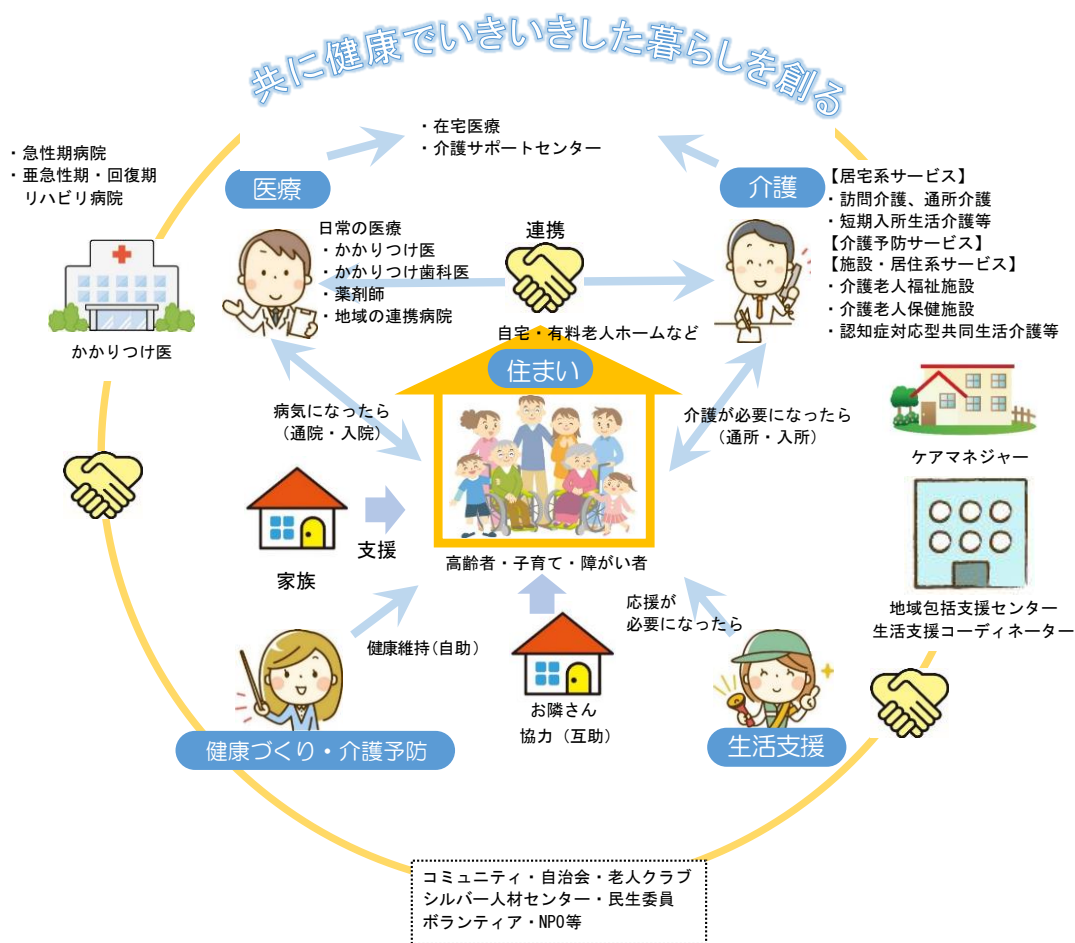 共に健康でいきいきした暮らしを創る
・在宅医療
・介護サポートセンター
・急性期病院
・亜急性期・回復期
リハビリ病院
医療
介護
【居宅系サービス】
・訪問介護、通所介護
・短期入所生活介護等
【介護予防サービス】
【施設・居住系サービス】
・介護老人福祉施設
・介護老人保健施設
・認知症対応型共同生活介護等
日常の医療
・かかりつけ医
・かかりつけ歯科医
・薬剤師
・地域の連携病院
連携
かかりつけ医
自宅・有料老人ホームなど
住まい
病気になったら
(通院・入院)
介護が必要になったら
(通所・入所)
ケアマネジャー
支援
家族
高齢者・子育て・障がい者
地域包括支援センター
生活支援コーディネーター
健康維持(自助)
応援が
必要になったら
お隣さん
協力（互助）
健康づくり・介護予防
生活支援
コミュニティ・自治会・老人クラブ
シルバー人材センター・民生委員
ボランティア・NPO等